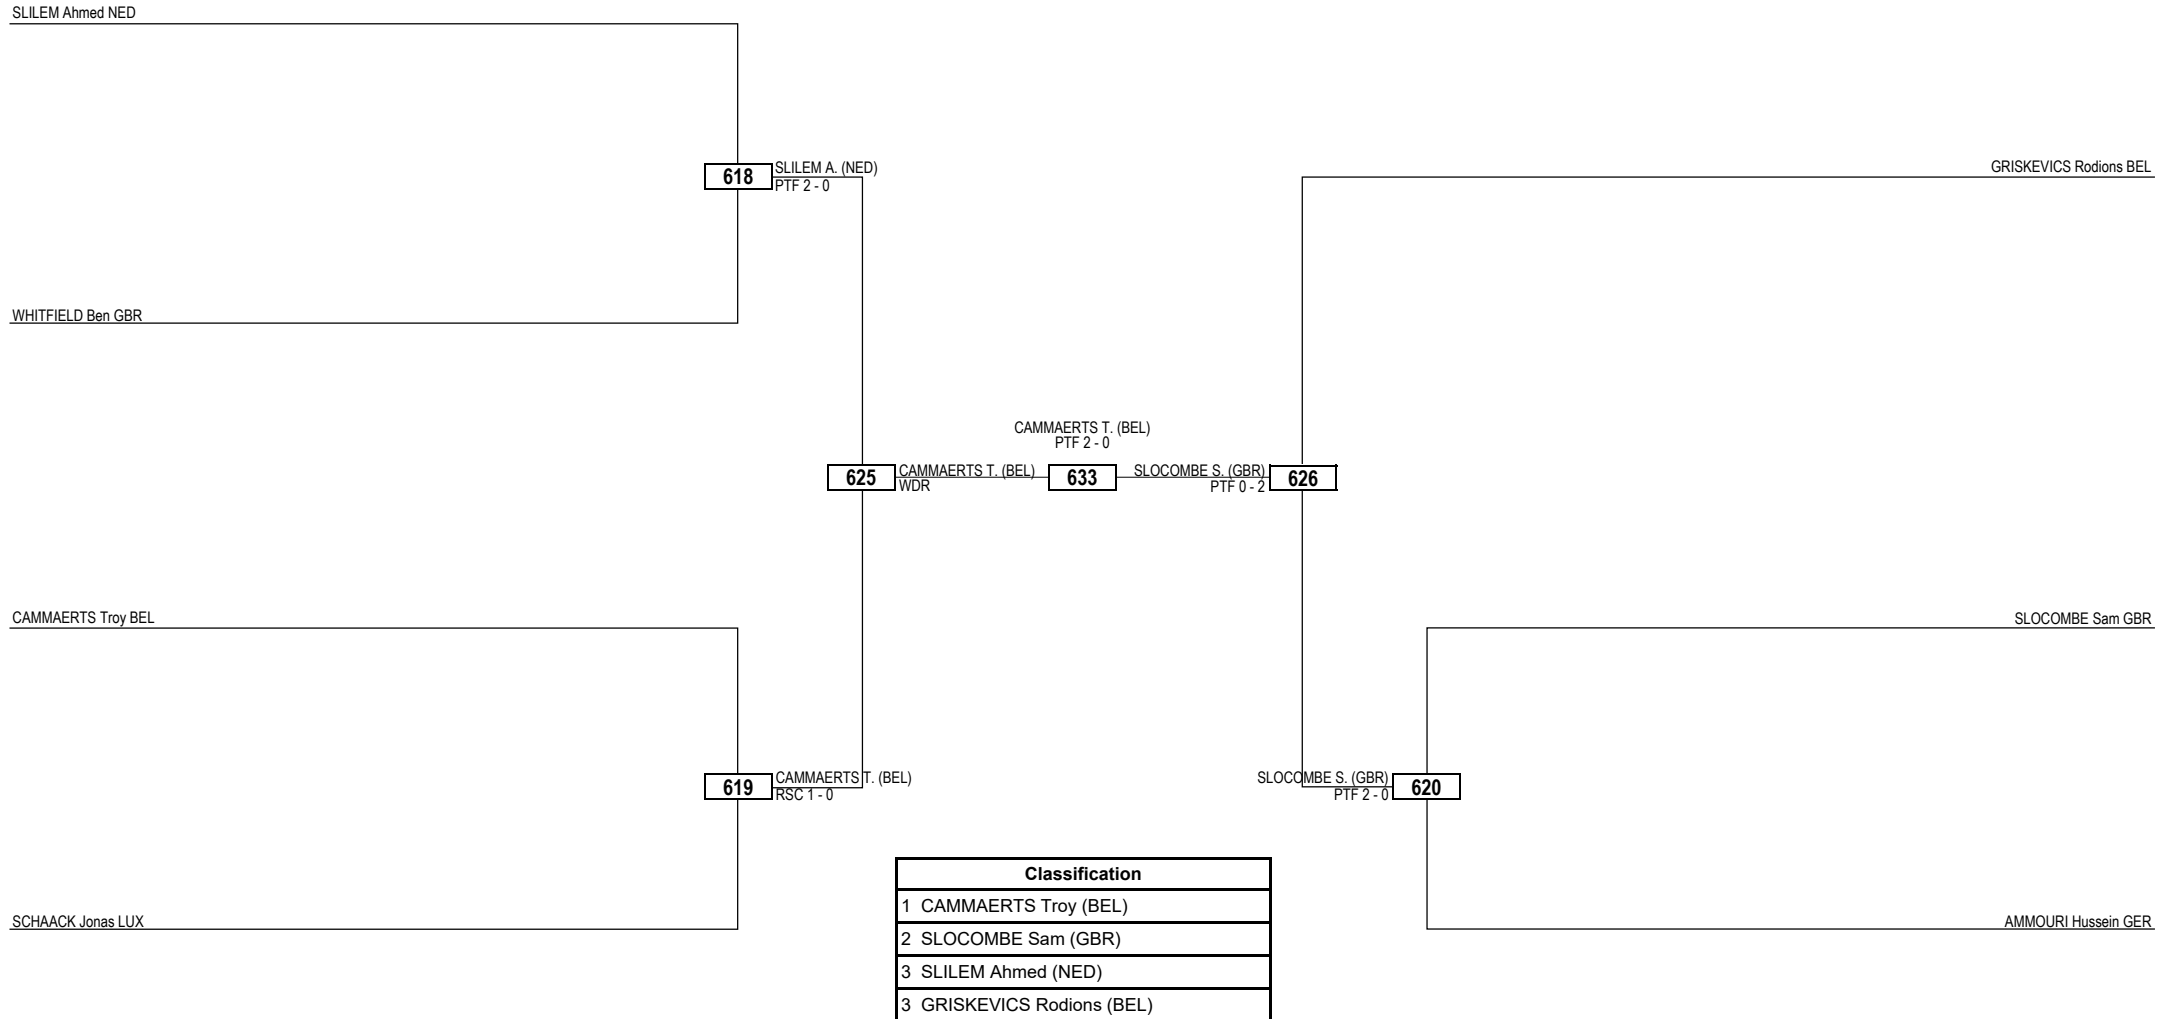 SLILEM Ahmed NED
SLILEM A. (NED)
618
PTF 2 - 0
GRISKEVICS Rodions BEL
WHITFIELD Ben GBR
CAMMAERTS T. (BEL)
PTF 2 - 0
625
CAMMAERTS T. (BEL)
WDR
633
SLOCOMBE S. (GBR)
PTF 0 - 2
626
CAMMAERTS Troy BEL
SLOCOMBE Sam GBR
619
CAMMAERTS T. (BEL)
RSC 1 - 0
SLOCOMBE S. (GBR)
PTF 2 - 0
620
Classification
1 CAMMAERTS Troy (BEL)
SCHAACK Jonas LUX
AMMOURI Hussein GER
2 SLOCOMBE Sam (GBR)
3 SLILEM Ahmed (NED)
3 GRISKEVICS Rodions (BEL)